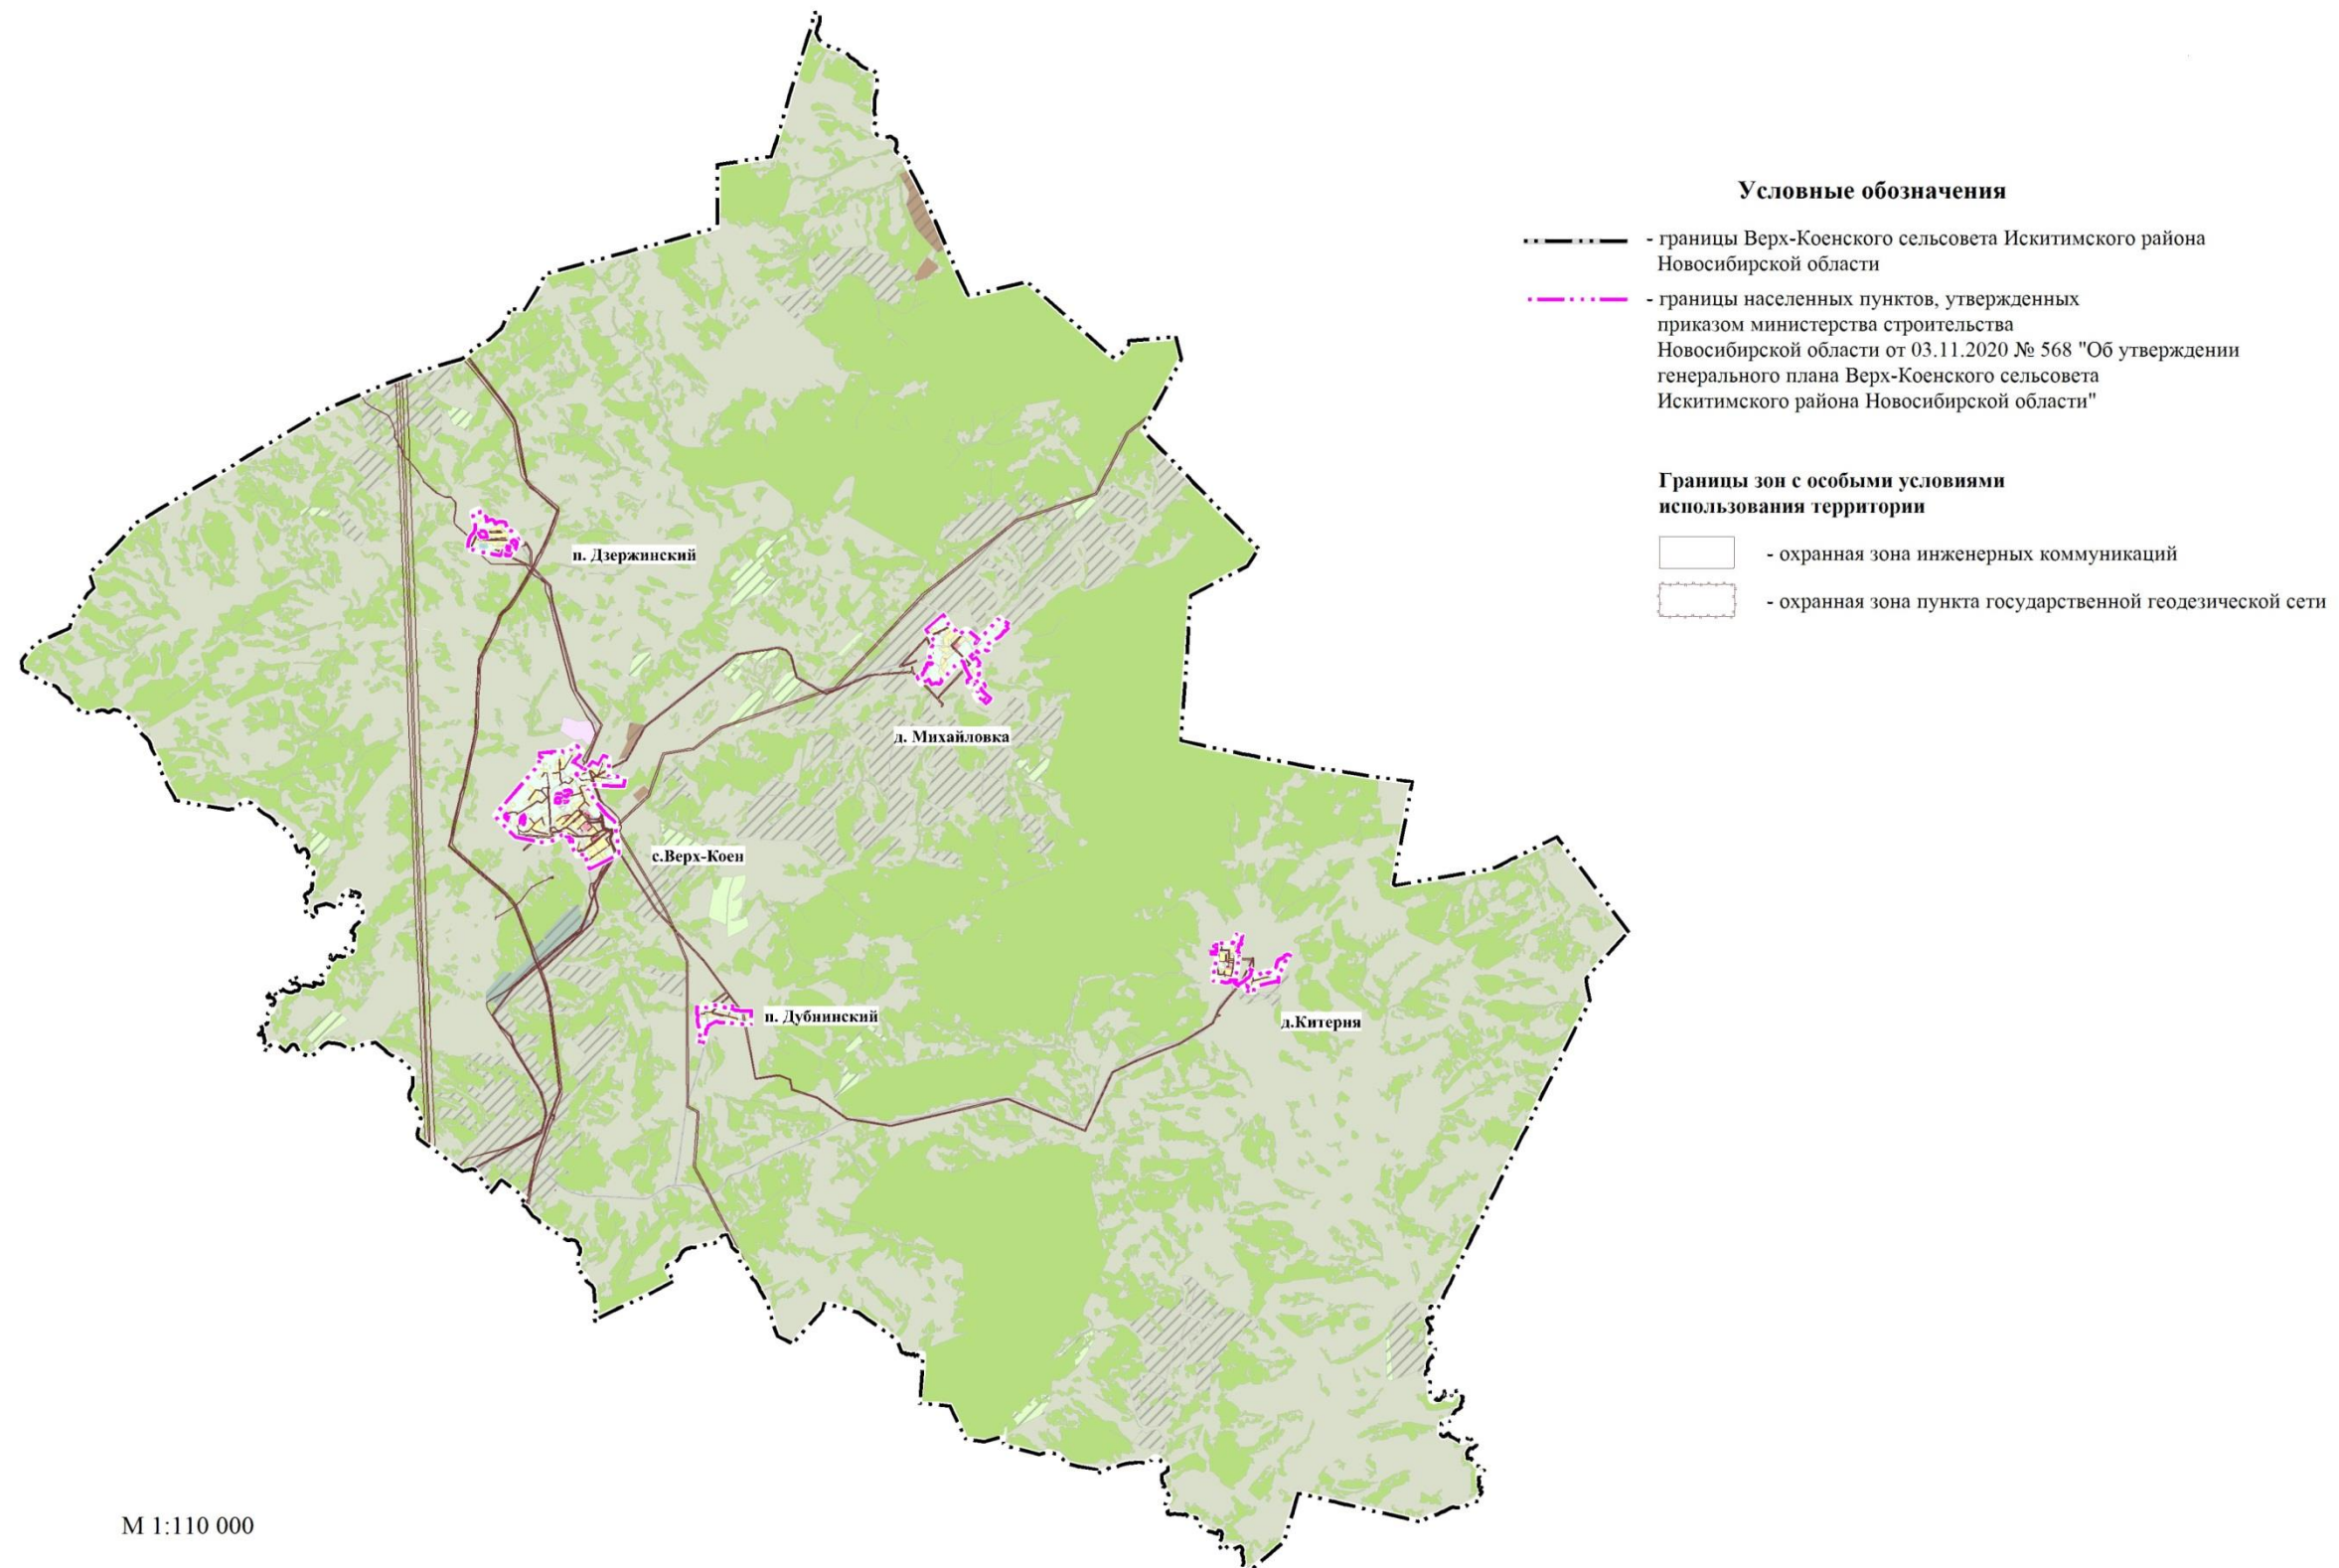 Условные обозначения
- границы Верх-Коенского сельсовета Искитимского района
Новосибирской области
- границы населенных пунктов, утвержденных
приказом министерства строительства
Новосибирской области от 03.11.2020 № 568 "Об утверждении
генерального плана Верх-Коенского сельсовета
Искитимского района Новосибирской области"
Границы зон с особыми условиями
использования территории
- охранная зона инженерных коммуникаций
- охранная зона пункта государственной геодезической сети
п. Дзержинский
д. Михайловка
с.Верх-Коен
п. Дубнинский
д.Китерня
М 1:110 000